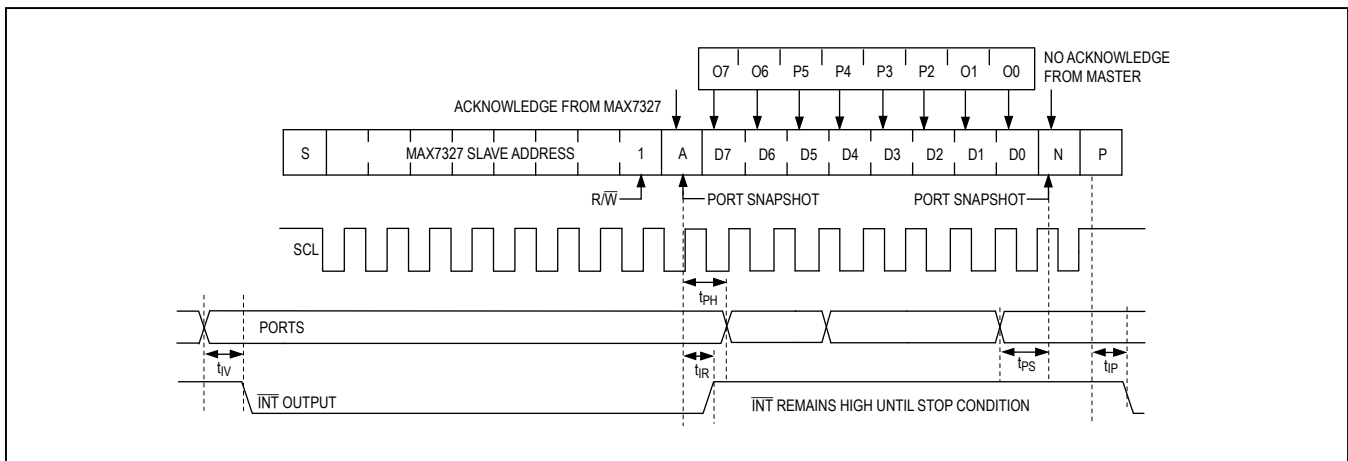 O7 O6 P5 P4 P3 P2 O1 O0
NO ACKNOWLEDGE
FROM MASTER
ACKNOWLEDGE FROM MAX7327
S MAX7327 SLAVE ADDRESS 1 A D7 D6 D5 D4 D3 D2 D1 D0 N P
R/W̅ PORT SNAPSHOT PORT SNAPSHOT
SCL
tPH
PORTS
tIV tIR tPS tIP
I̅N̅T̅ OUTPUT I̅N̅T̅ REMAINS HIGH UNTIL STOP CONDITION